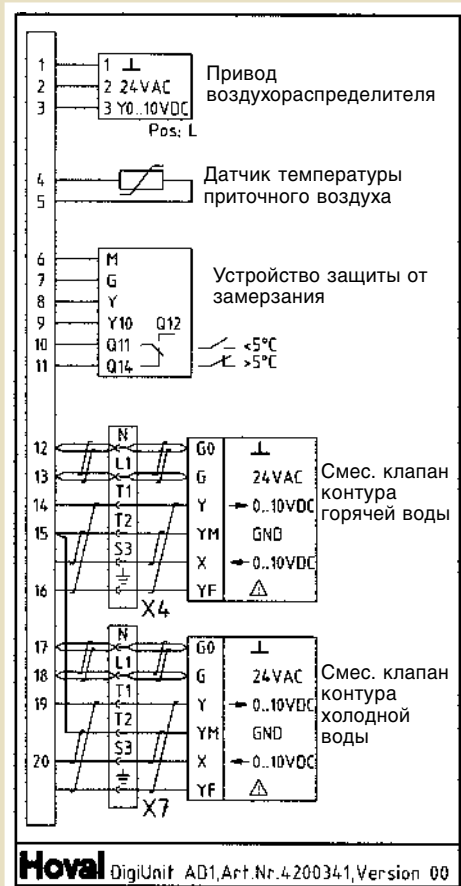 1 1 ⊥ Привод
2 2 24VAC воздухораспределителя
3 3 Y0..10VDC
Pos: L
4 Датчик температуры
5 приточного воздуха
6 M
7 G Устройство защиты от
8 Y замерзания
9 Y10 Q12
10 Q11 <5°C
11 Q14 >5°C
N
12 G0 ⊥
L1
13 G 24VAC Смес. клапан
T1 контура
14 Y 0..10VDC горячей воды
T2
15 YM GND
S3
X 0..10VDC
16 YF
X4
N
17 G0 ⊥
L1
18 G 24VAC Смес. клапан
T1 контура
19 Y 0..10VDC холодной
T2 воды
YM GND
S3
20 X 0..10VDC
YF
X7
Hoval DigiUnit AD1,Art.Nr.4200341,Version 00